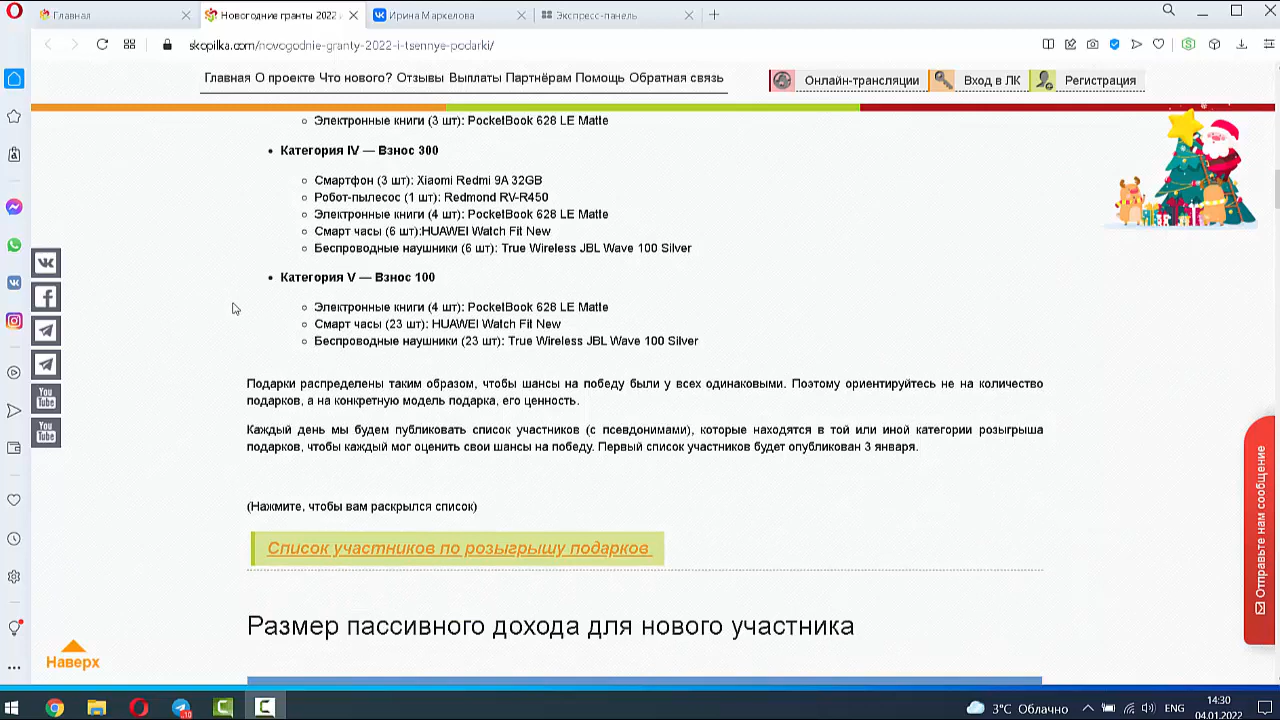 Главная
Новогодние гранты 2022
Ирина Маркелова
Экспресс-панель
skopilka.com/novogodnie-granty-2022-i-tsennye-podarki/
Главная О проекте Что нового? Отзывы Выплаты Партнёрам Помощь Обратная связь
Онлайн-трансляции
Вход в ЛК
Регистрация
Электронные книги (3 шт): PocketBook 628 LE Matte
Категория IV — Взнос 300
Смартфон (3 шт): Xiaomi Redmi 9A 32GB
Робот-пылесос (1 шт): Redmond RV-R450
Электронные книги (4 шт): PocketBook 628 LE Matte
Смарт часы (6 шт):HUAWEI Watch Fit New
Беспроводные наушники (6 шт): True Wireless JBL Wave 100 Silver
Категория V — Взнос 100
Электронные книги (4 шт): PocketBook 628 LE Matte
Смарт часы (23 шт): HUAWEI Watch Fit New
Беспроводные наушники (23 шт): True Wireless JBL Wave 100 Silver
Подарки распределены таким образом, чтобы шансы на победу были у всех одинаковыми. Поэтому ориентируйтесь не на количество
подарков, а на конкретную модель подарка, его ценность.
Каждый день мы будем публиковать список участников (с псевдонимами), которые находятся в той или иной категории розыгрыша
подарков, чтобы каждый мог оценить свои шансы на победу. Первый список участников будет опубликован 3 января.
(Нажмите, чтобы вам раскрылся список)
Список участников по розыгрышу подарков
Размер пассивного дохода для нового участника
You
Tube
You
Tube
Наверх
Отправьте нам сообщение
3°C Облачно
ENG
14:30
04.01.2022